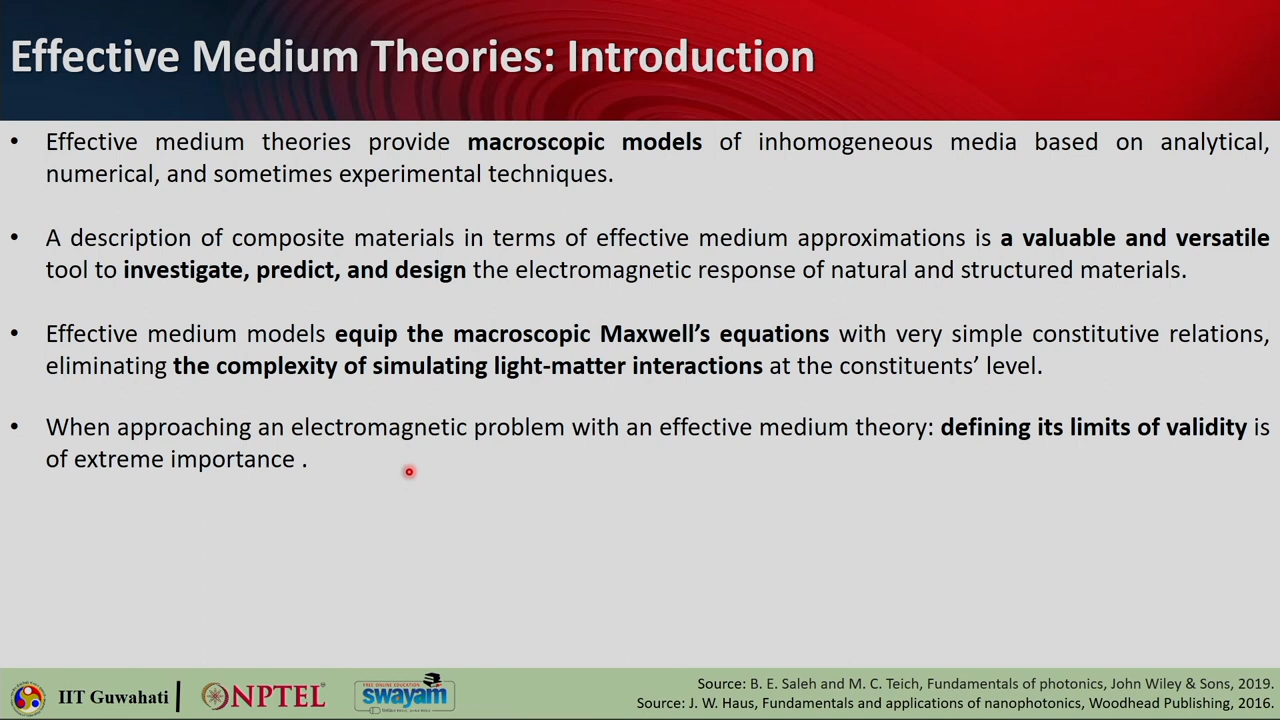 Effective Medium Theories: Introduction
• Effective medium theories provide macroscopic models of inhomogeneous media based on analytical,
numerical, and sometimes experimental techniques.
• A description of composite materials in terms of effective medium approximations is a valuable and versatile
tool to investigate, predict, and design the electromagnetic response of natural and structured materials.
• Effective medium models equip the macroscopic Maxwell's equations with very simple constitutive relations,
eliminating the complexity of simulating light-matter interactions at the constituents' level.
• When approaching an electromagnetic problem with an effective medium theory: defining its limits of validity is
of extreme importance .
IIT Guwahati
NPTEL
FREE ONLINE EDUCATION
swayam
Source: B. E. Saleh and M. C. Teich, Fundamentals of photonics, John Wiley & Sons, 2019.
Source: J. W. Haus, Fundamentals and applications of nanophotonics, Woodhead Publishing, 2016.